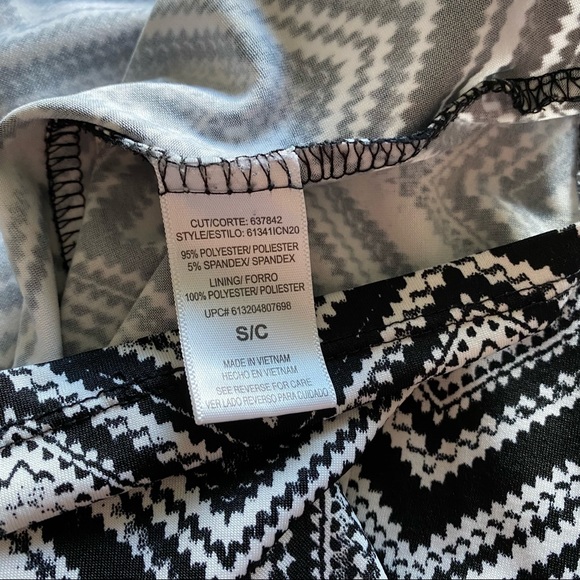 CUT/CORTE: 637842
STYLE/ESTILO: 61341ICN20
95% POLYESTER/ POLIESTER
5% SPANDEX/ SPANDEX
LINING/ FORRO
100% POLYESTER/ POLIESTER
UPC# 613204807698
S/C
MADE IN VIETNAM
HECHO EN VIETNAM
SEE REVERSE FOR CARE
VER LADO REVERSO PARA CUIDADO